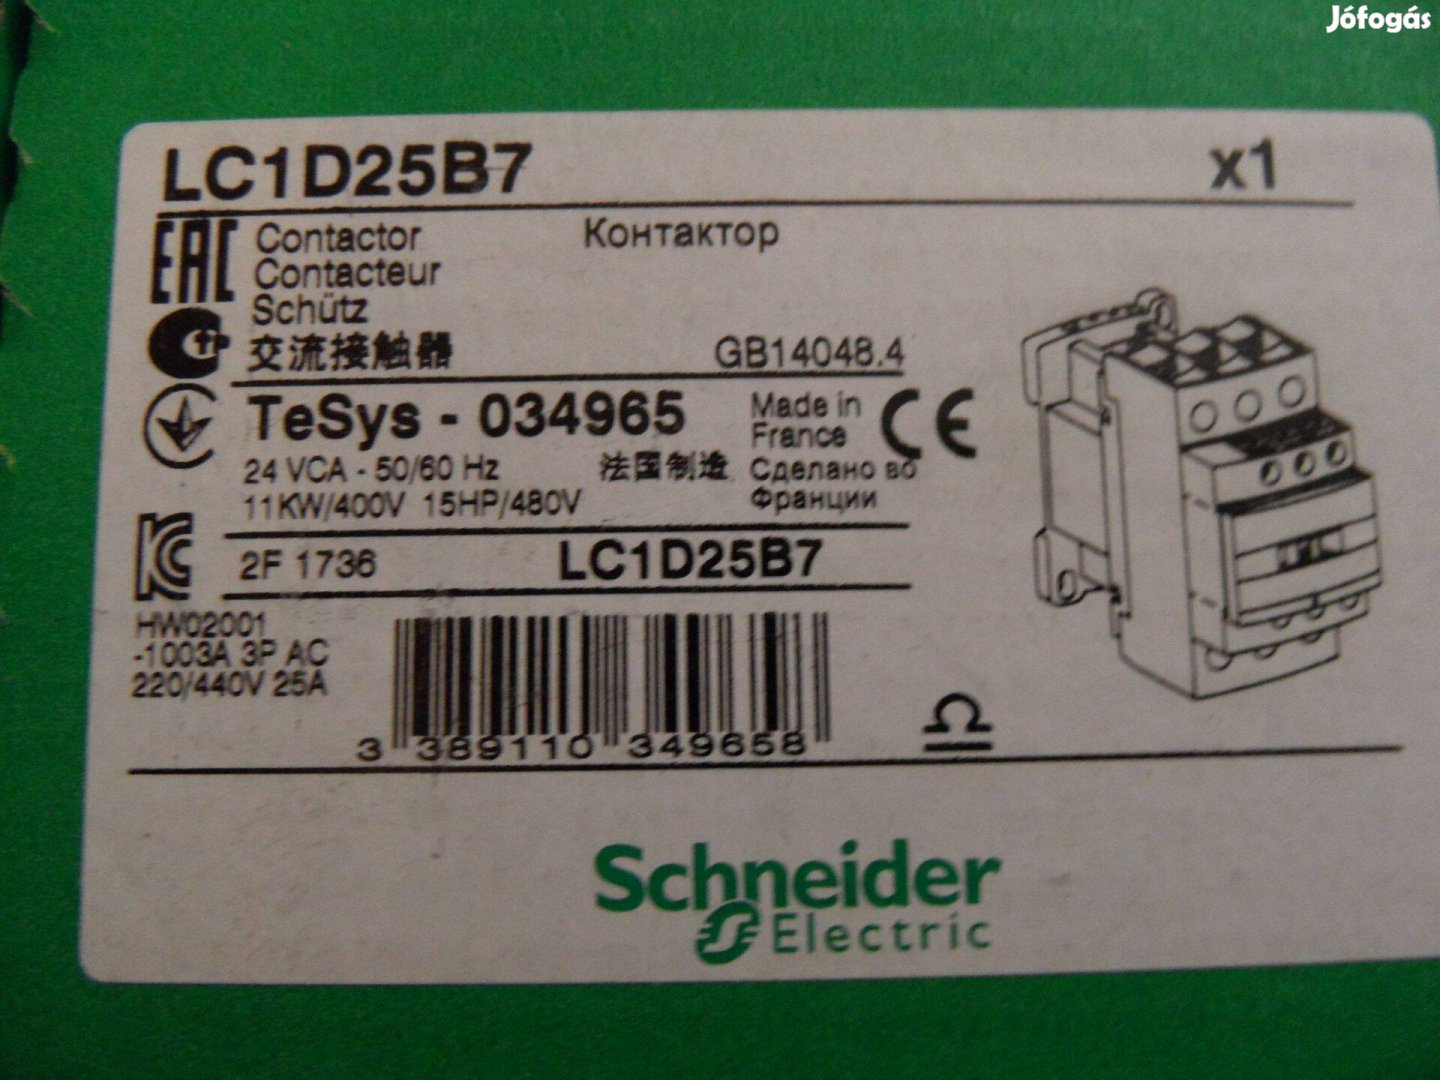 Jófogás
LC1D25B7 x1
EAC Contactor Контактор
Contacteur
Schütz
交流接触器 GB14048.4
TeSys - 034965 Made in France CE
24 VCA - 50/60 Hz 法国制造 Сделано во
11KW/400V 15HP/480V Франции
2F 1736 LC1D25B7
HW02001
-1003A 3P AC
220/440V 25A
3 389110 349658
Schneider
Electric